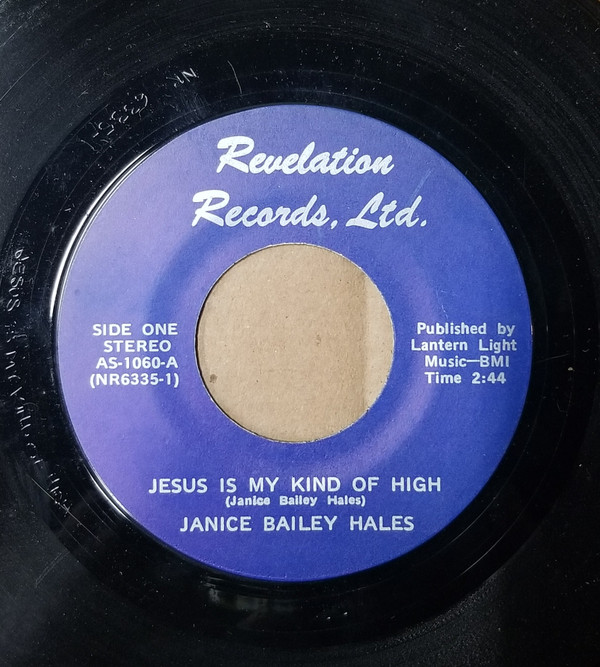 Revelation
Records, Ltd.
SIDE ONE
STEREO
AS-1060-A
(NR6335-1)
Published by
Lantern Light
Music—BMI
Time 2:44
JESUS IS MY KIND OF HIGH
(Janice Bailey Hales)
JANICE BAILEY HALES
JESUS